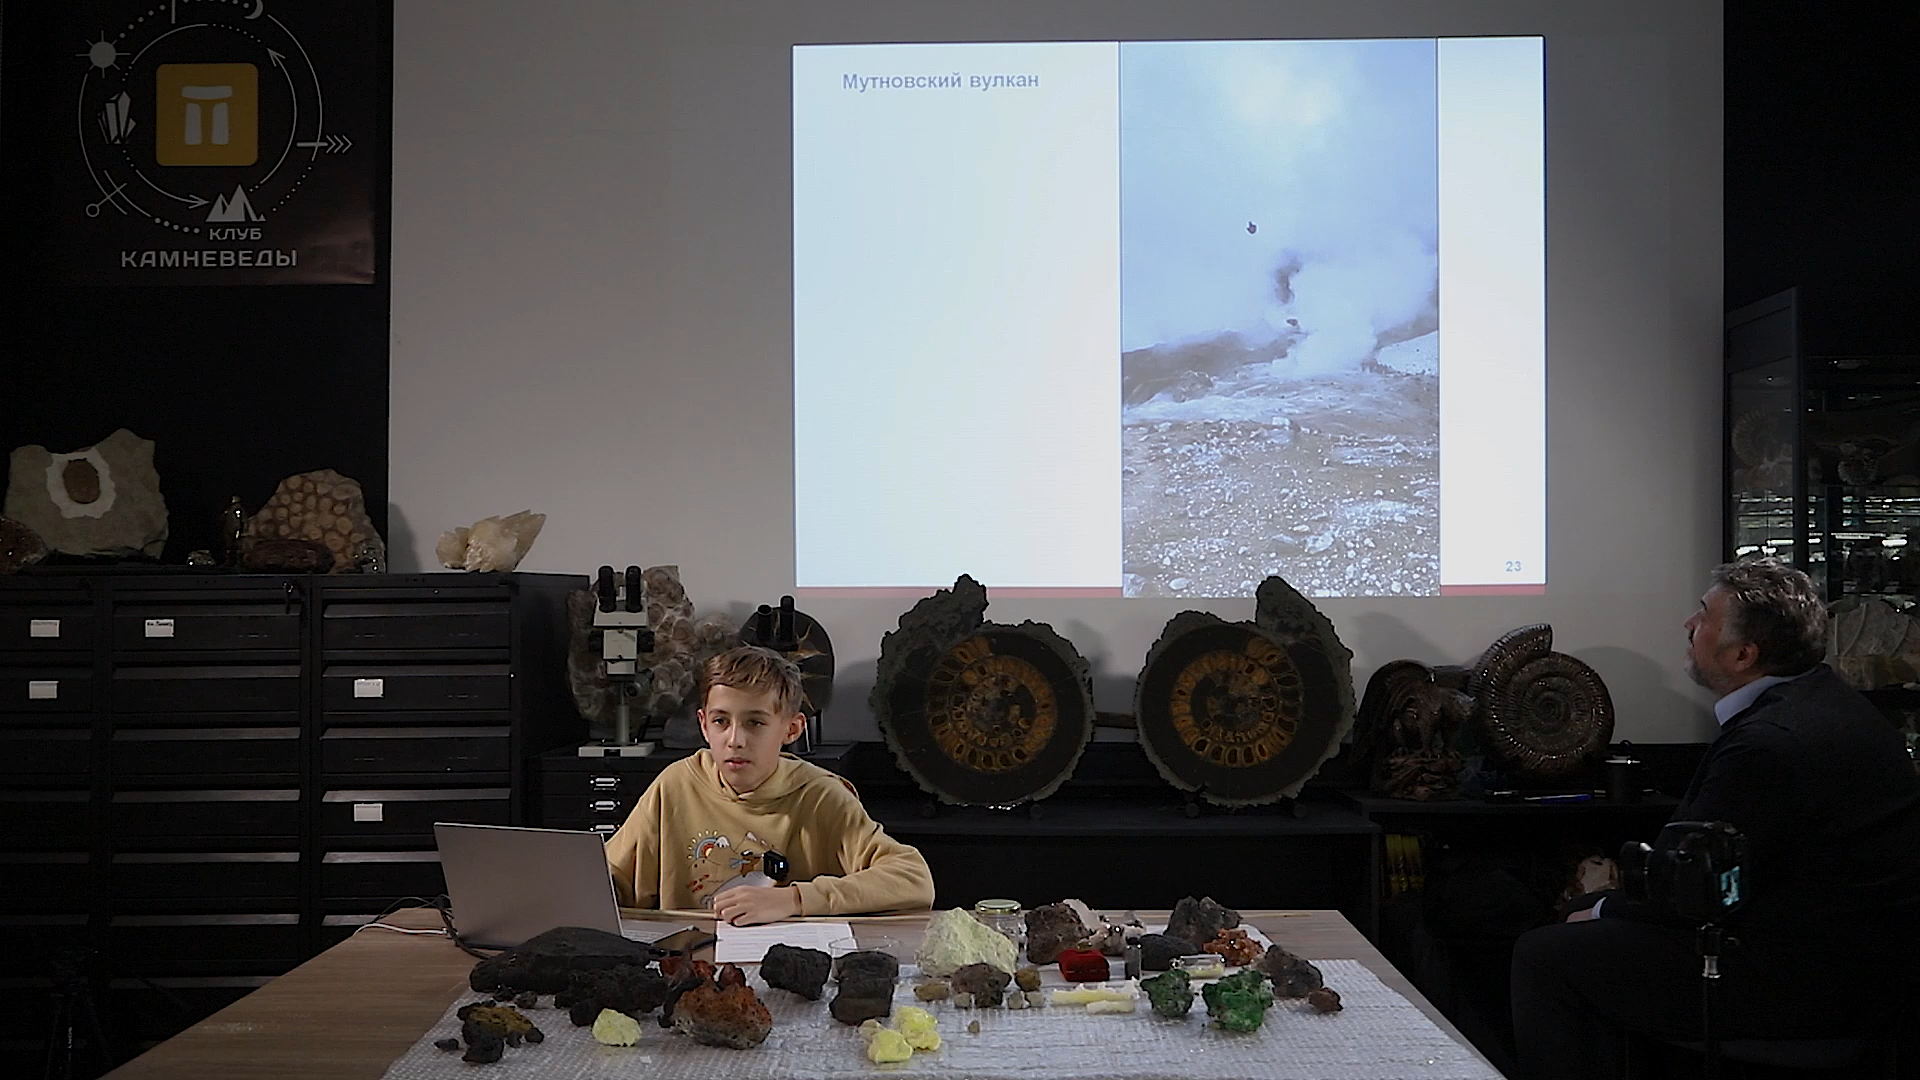 Мутновский вулкан
КЛУБ
КАМНЕВЕДЫ
23